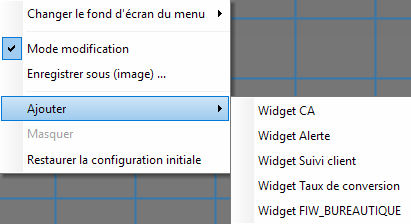 Changer le fond d'écran du menu
Mode modification
Enregistrer sous (image) ...
Ajouter
Masquer
Restaurer la configuration initiale
Widget CA
Widget Alerte
Widget Suivi client
Widget Taux de conversion
Widget FIW_BUREAUTIQUE